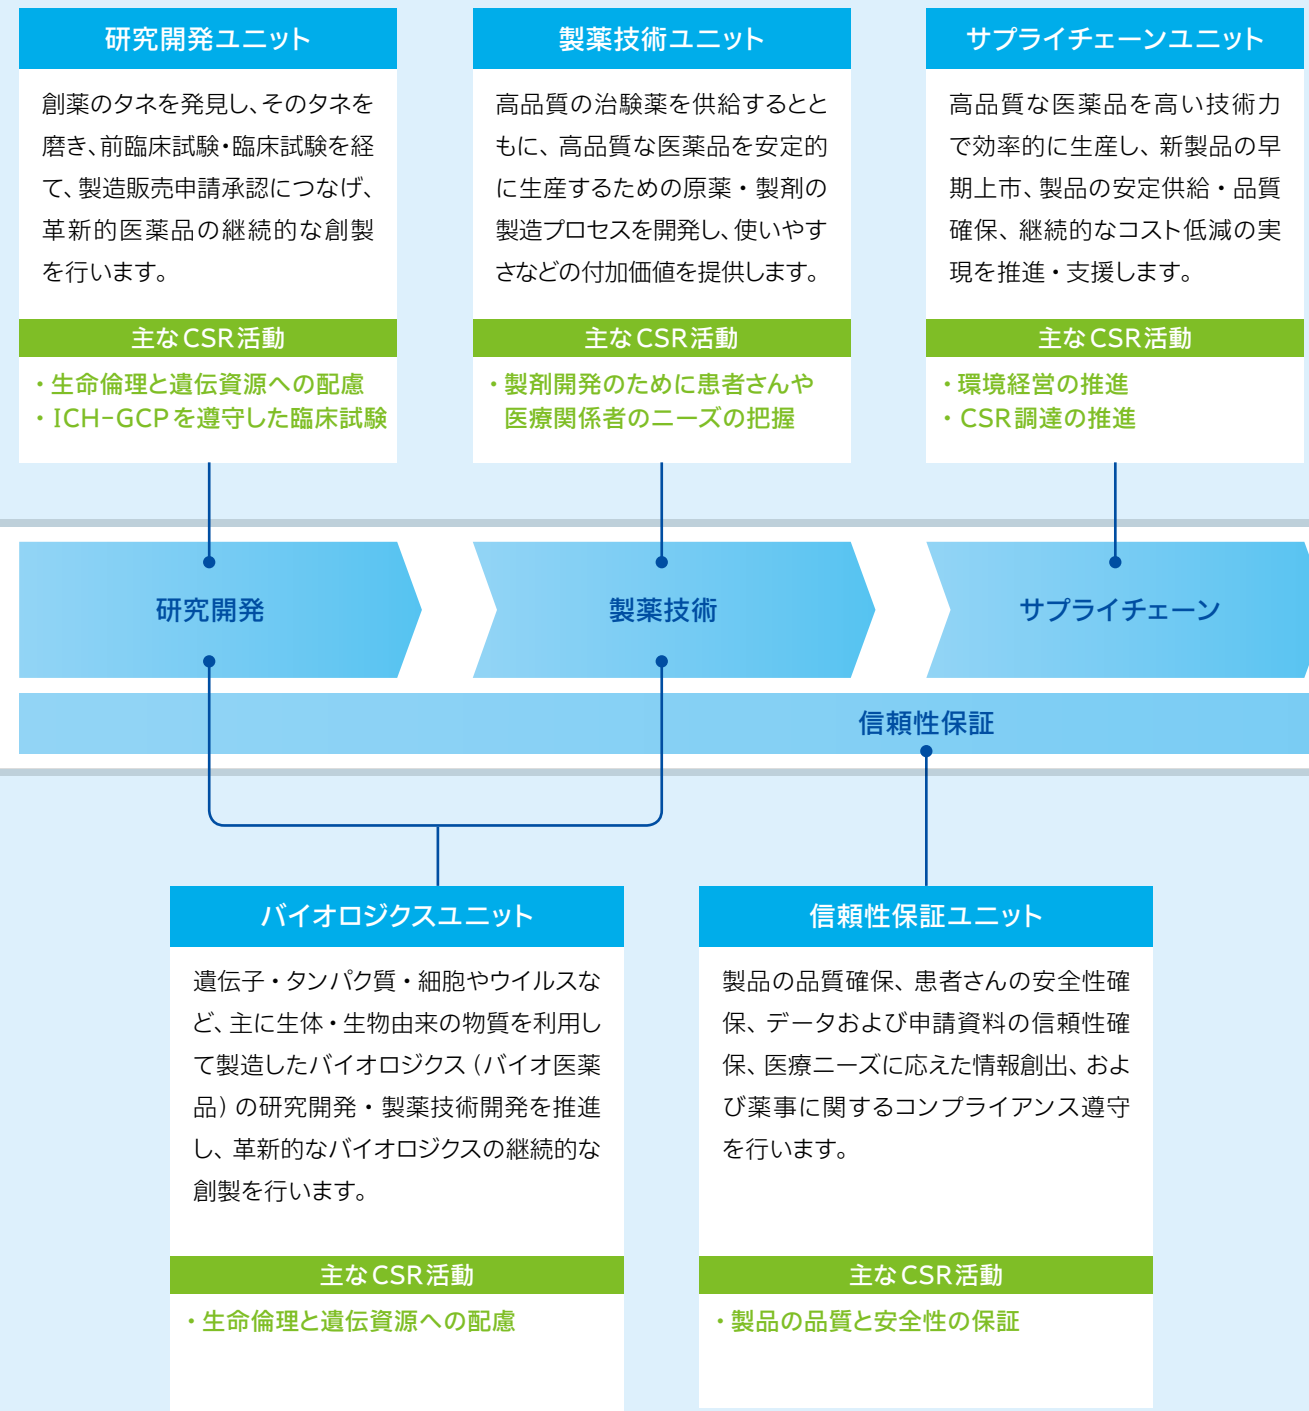 研究開発ユニット
創薬のタネを発見し、そのタネを
磨き、前臨床試験・臨床試験を経
て、製造販売申請承認につなげ、
革新的医薬品の継続的な創製
を行います。
主なCSR活動
・生命倫理と遺伝資源への配慮
・ICH-GCPを遵守した臨床試験
製薬技術ユニット
高品質の治験薬を供給するとと
もに、高品質な医薬品を安定的
に生産するための原薬・製剤の
製造プロセスを開発し、使いやす
さなどの付加価値を提供します。
主なCSR活動
・製剤開発のために患者さんや
医療関係者のニーズの把握
サプライチェーンユニット
高品質な医薬品を高い技術力
で効率的に生産し、新製品の早
期上市、製品の安定供給・品質
確保、継続的なコスト低減の実
現を推進・支援します。
主なCSR活動
・環境経営の推進
・CSR調達の推進
研究開発
製薬技術
サプライチェーン
信頼性保証
バイオロジクスユニット
遺伝子・タンパク質・細胞やウイルスな
ど、主に生体・生物由来の物質を利用し
て製造したバイオロジクス（バイオ医薬
品）の研究開発・製薬技術開発を推進
し、革新的なバイオロジクスの継続的な
創製を行います。
主なCSR活動
・生命倫理と遺伝資源への配慮
信頼性保証ユニット
製品の品質確保、患者さんの安全性確
保、データおよび申請資料の信頼性確
保、医療ニーズに応えた情報創出、およ
び薬事に関するコンプライアンス遵守
を行います。
主なCSR活動
・製品の品質と安全性の保証